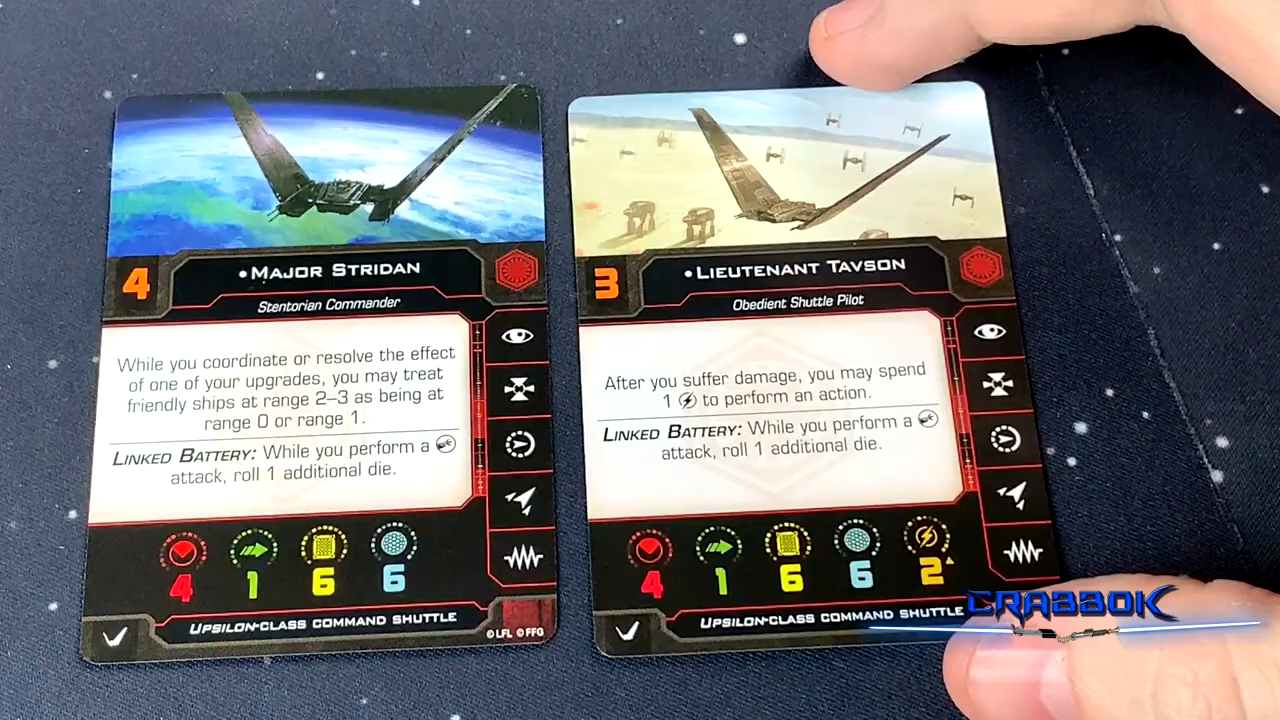 4
•Major Stridan
Stentorian Commander
While you coordinate or resolve the effect
of one of your upgrades, you may treat
friendly ships at range 2–3 as being at
range 0 or range 1.
Linked Battery: While you perform a
attack, roll 1 additional die.
4 1 6 6
Upsilon-class command shuttle
© LFL © FFG
3
•Lieutenant Tavson
Obedient Shuttle Pilot
After you suffer damage, you may spend
1 to perform an action.
Linked Battery: While you perform a
attack, roll 1 additional die.
4 1 6 6 2
Upsilon-class command shuttle
CRABBOK